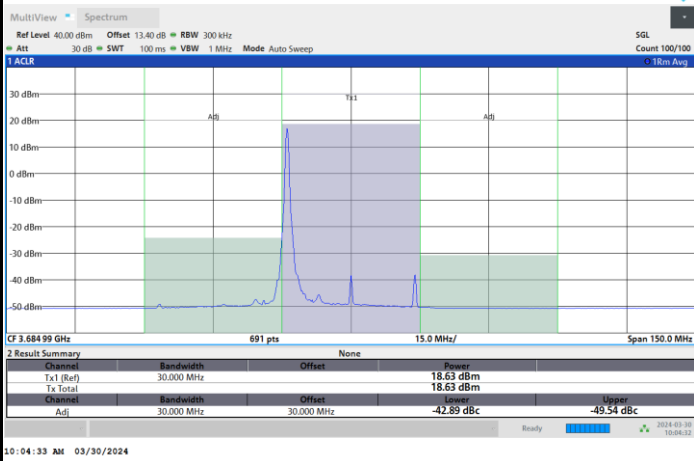 MultiView Spectrum
Ref Level 40.00 dBm Offset 13.40 dB RBW 300 kHz SGL
Att 30 dB SWT 100 ms VBW 1 MHz Mode Auto Sweep Count 100/100
1 ACLR 1Rm Avg
30 dBm
Tx1
20 dBm
Adj Adj
10 dBm
0 dBm
-10 dBm
-20 dBm
-30 dBm
-40 dBm
-50 dBm
CF 3.684 99 GHz 691 pts 15.0 MHz/ Span 150.0 MHz
2 Result Summary None
Channel Bandwidth Offset Power
Tx1 (Ref) 30.000 MHz 18.63 dBm
Tx Total 18.63 dBm
Channel Bandwidth Offset Lower Upper
Adj 30.000 MHz 30.000 MHz -42.89 dBc -49.54 dBc
Ready 2024-03-30
10:04:32
10:04:33 AM 03/30/2024